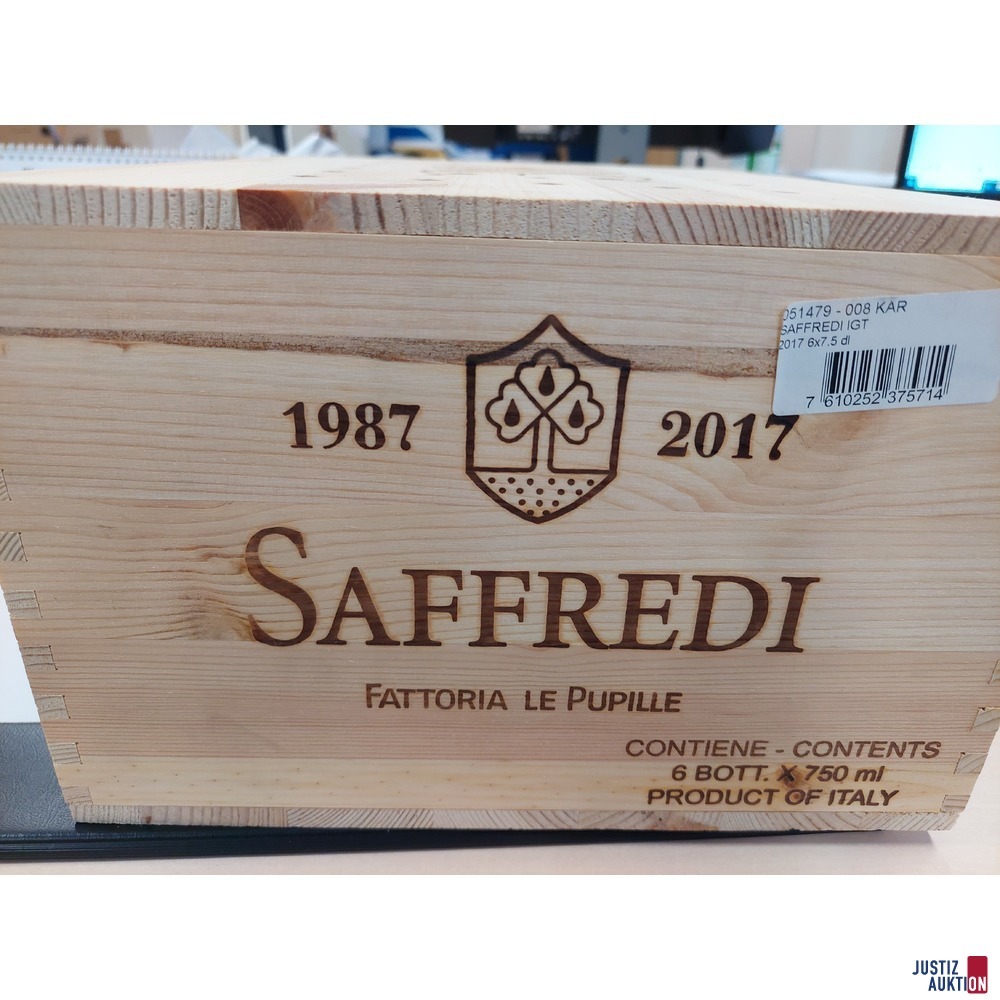 051479 - 008 KAR
SAFFREDI IGT
2017 6x7.5 dl
7 610252 375714
1987 2017
SAFFREDI
FATTORIA LE PUPILLE
CONTIENE - CONTENTS
6 BOTT. X 750 ml
PRODUCT OF ITALY
JUSTIZ
AUKTION